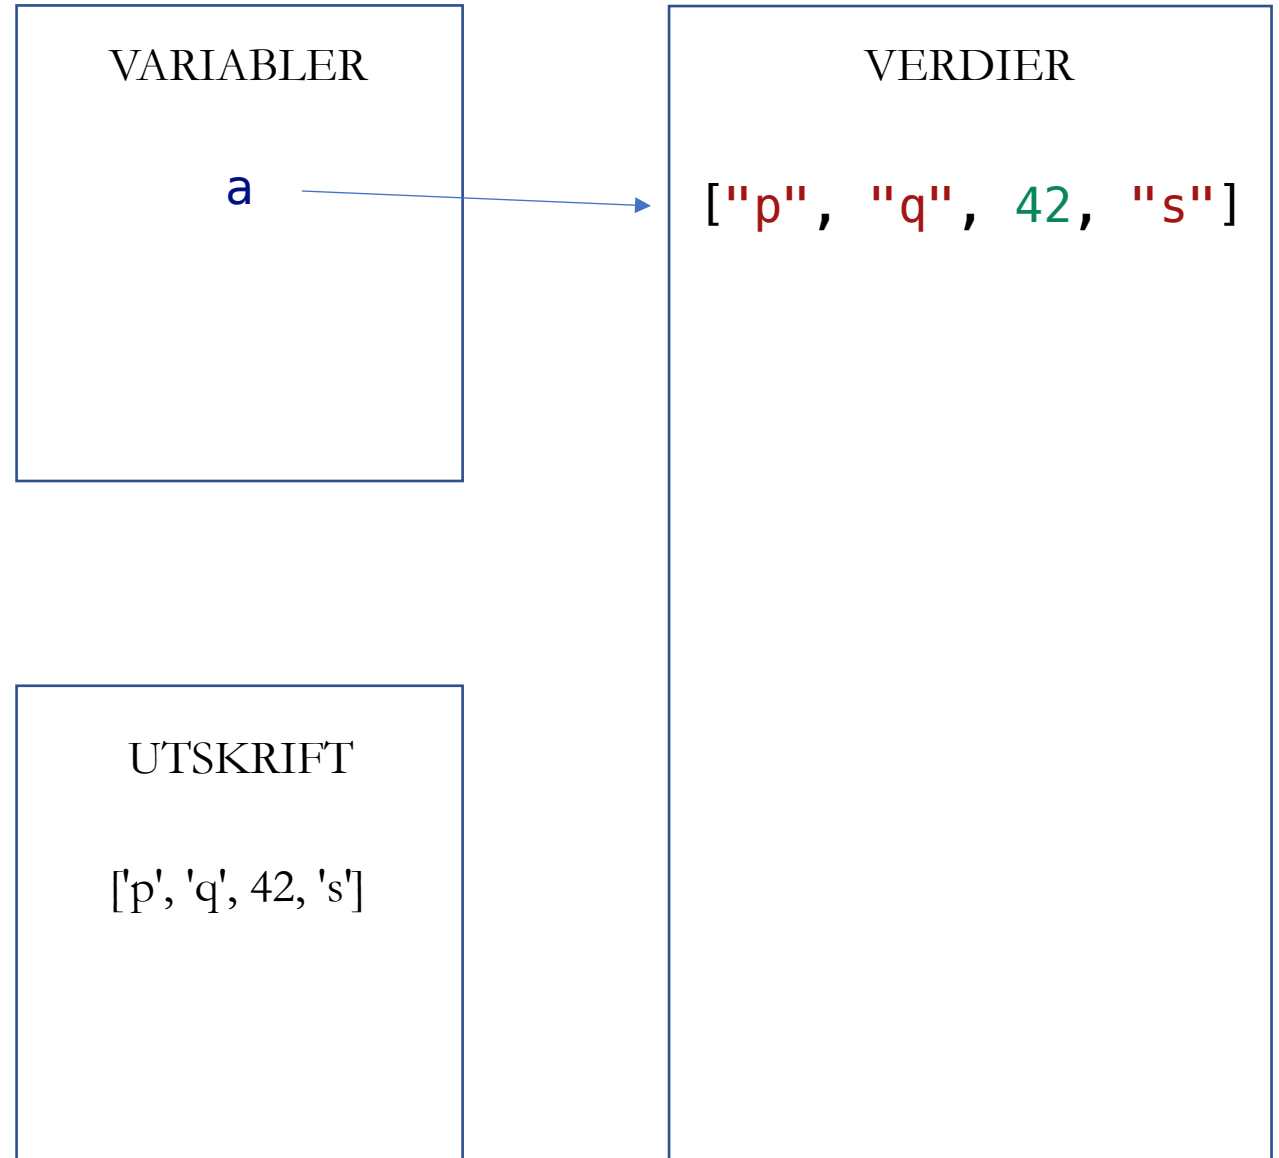 VARIABLER
a
VERDIER
["p", "q", 42, "s"]
UTSKRIFT
['p', 'q', 42, 's']